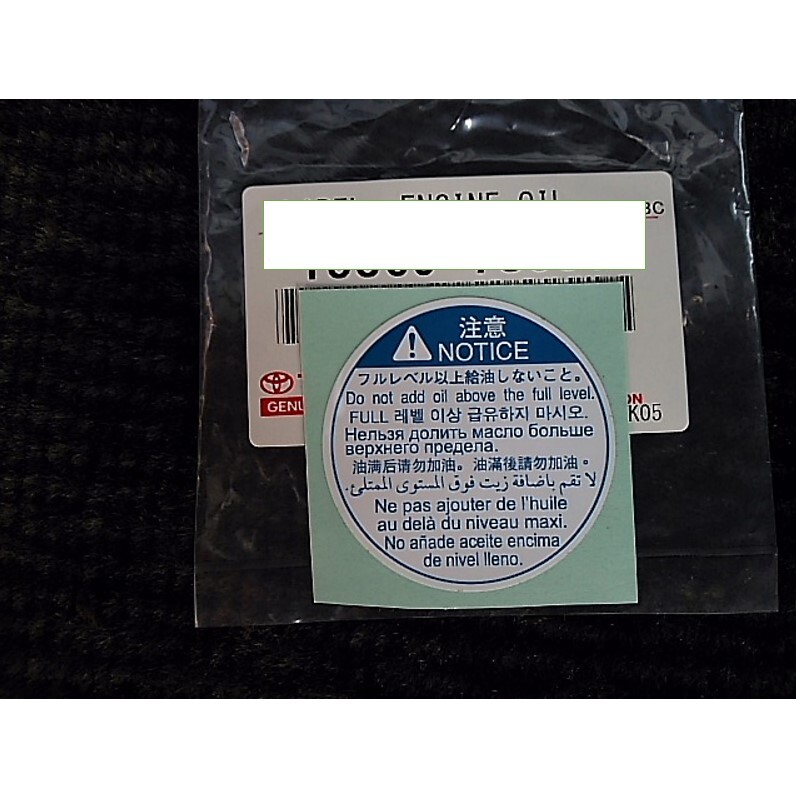 ENGINE OIL
BC
注意
NOTICE
フルレベル以上給油しないこと。
Do not add oil above the full level.
FULL 레벨 이상 급유하지 마시오.
Нельзя долить масло больше
верхнего предела.
油满后请勿加油。油滿後請勿加油。
لا تقم باضافة زيت فوق المستوى الممتلئ.
Ne pas ajouter de l'huile
au delà du niveau maxi.
No añade aceite encima
de nivel lleno.
K05